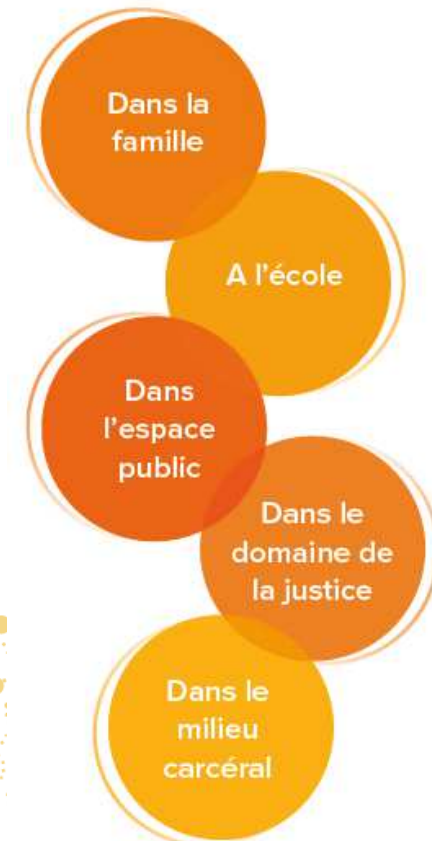 Dans la
famille
A l'école
Dans
l'espace
public
Dans le
domaine de
la justice
Dans le
milieu
carcéral